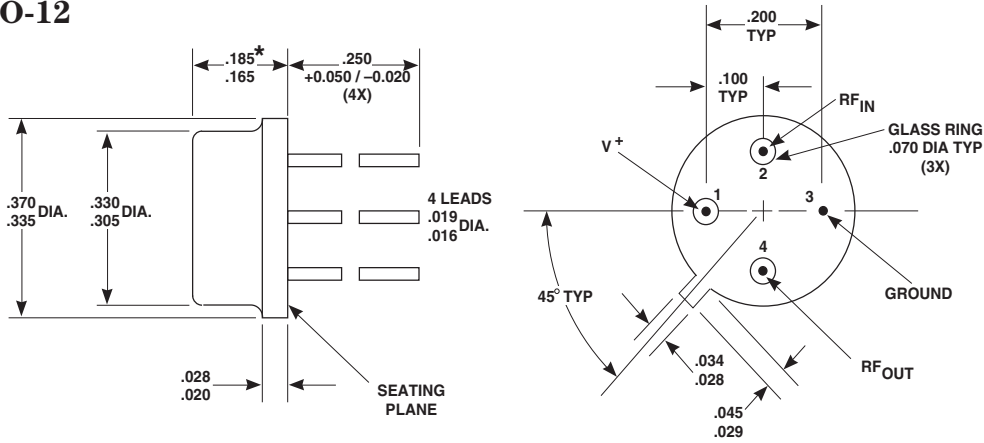 O-12
.185*
.165
.250
+0.050 / –0.020
(4X)
.370
.335 DIA.
.330
.305 DIA.
4 LEADS
.019
.016 DIA.
.028
.020
SEATING
PLANE
.200
TYP
.100
TYP
RFIN
GLASS RING
.070 DIA TYP
(3X)
V+
1
2
3
4
45° TYP
GROUND
RFOUT
.034
.028
.045
.029